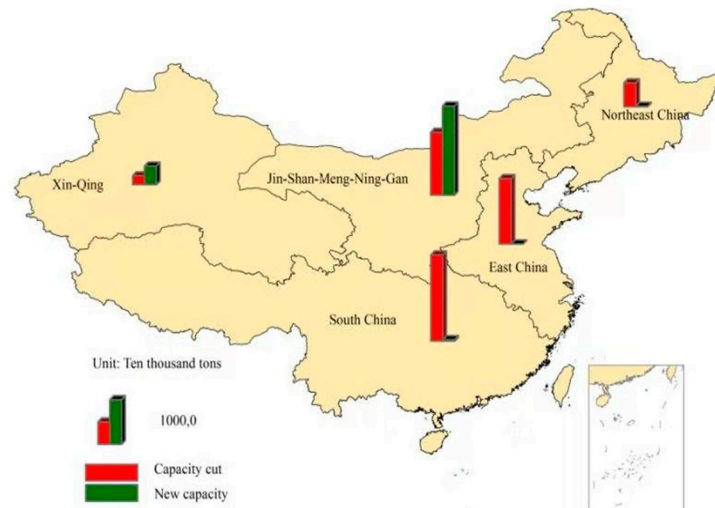 Northeast China
Xin-Qing
Jin-Shan-Meng-Ning-Gan
East China
South China
Unit: Ten thousand tons
1000,0
Capacity cut
New capacity